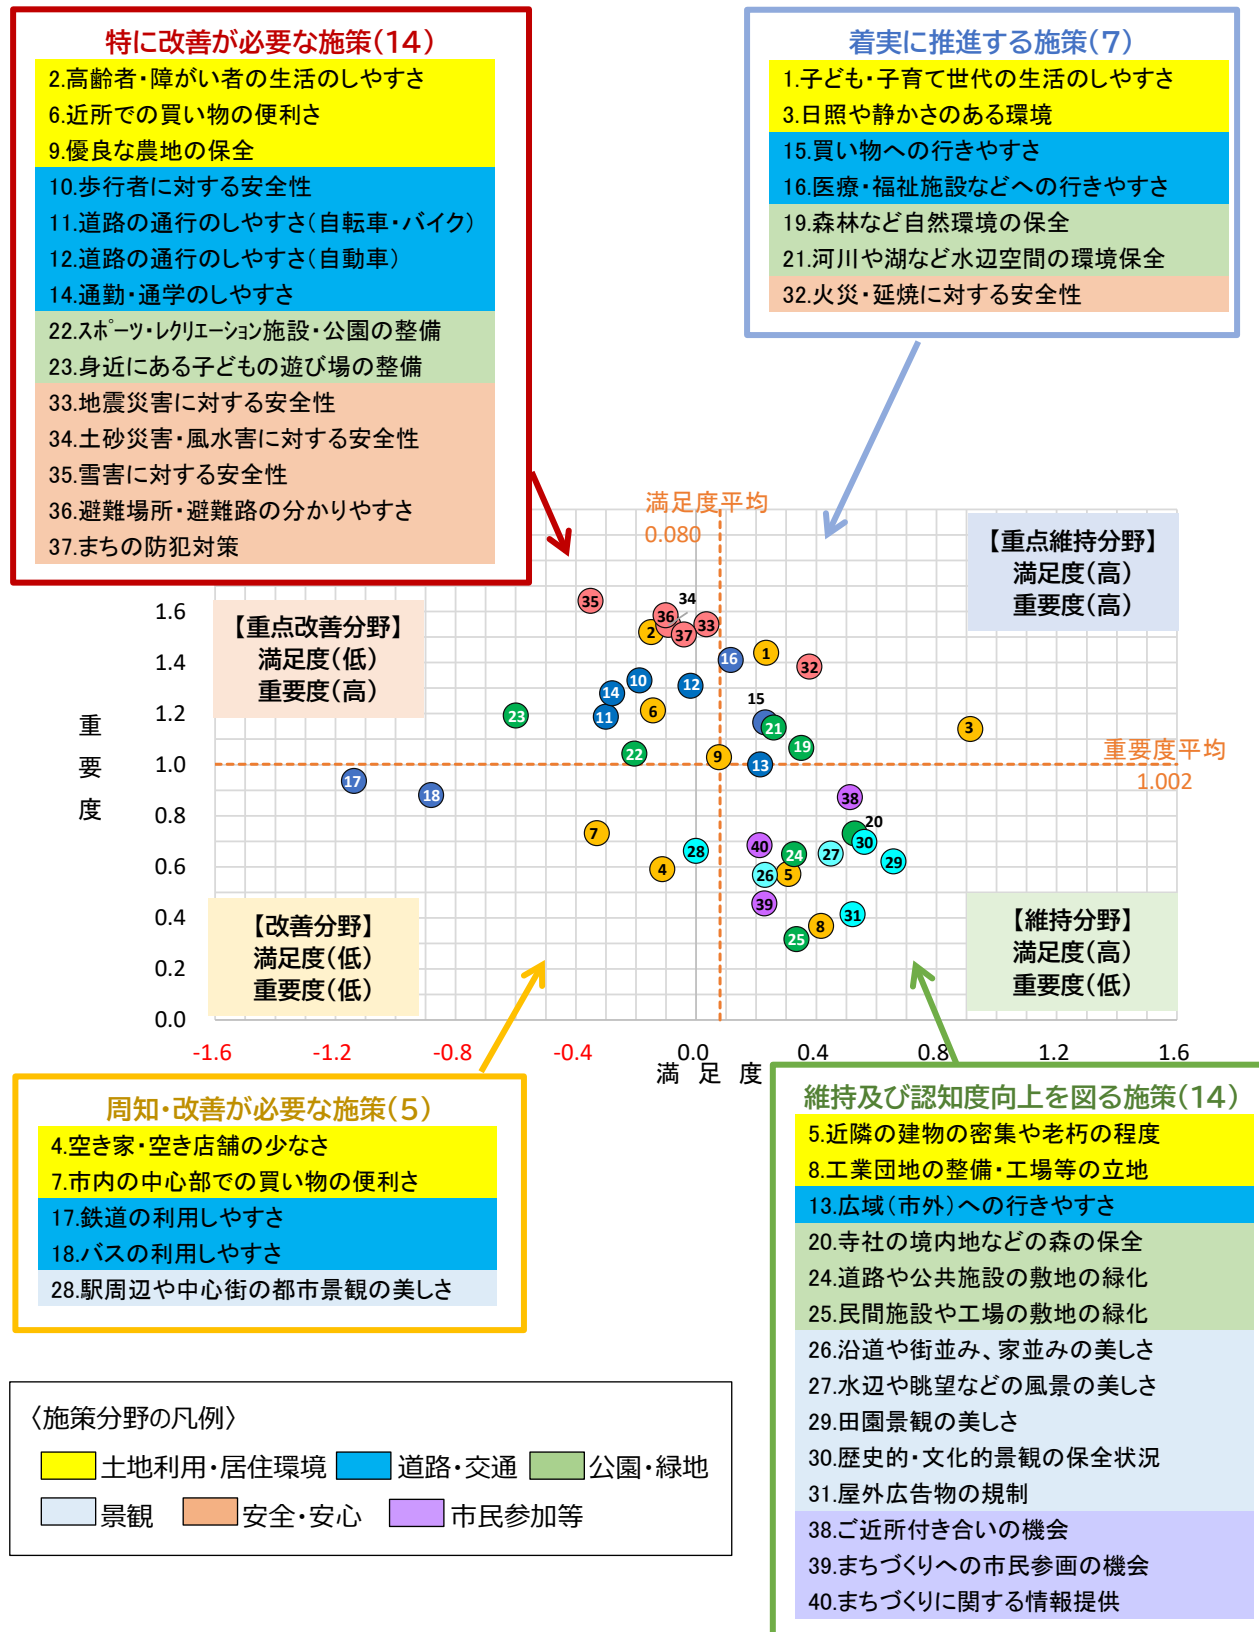 特に改善が必要な施策(14)
2.高齢者・障がい者の生活のしやすさ
6.近所での買い物の便利さ
9.優良な農地の保全
10.歩行者に対する安全性
11.道路の通行のしやすさ(自転車・バイク)
12.道路の通行のしやすさ(自動車)
14.通勤・通学のしやすさ
22.ｽﾎﾟｰﾂ・ﾚｸﾘｴｰｼｮﾝ施設・公園の整備
23.身近にある子どもの遊び場の整備
33.地震災害に対する安全性
34.土砂災害・風水害に対する安全性
35.雪害に対する安全性
36.避難場所・避難路の分かりやすさ
37.まちの防犯対策
着実に推進する施策(7)
1.子ども・子育て世代の生活のしやすさ
3.日照や静かさのある環境
15.買い物への行きやすさ
16.医療・福祉施設などへの行きやすさ
19.森林など自然環境の保全
21.河川や湖など水辺空間の環境保全
32.火災・延焼に対する安全性
満足度平均
0.080
【重点維持分野】
満足度(高)
重要度(高)
【重点改善分野】
満足度(低)
重要度(高)
重要度平均
1.002
【改善分野】
満足度(低)
重要度(低)
【維持分野】
満足度(高)
重要度(低)
重要度
1.6
1.4
1.2
1.0
0.8
0.6
0.4
0.2
0.0
35
34
36
2
37
33
16
1
32
10
12
14
15
11
6
23
21
3
19
22
9
13
17
18
38
7
20
28
40
30
24
27
29
4
26
5
39
31
8
25
-1.6
-1.2
-0.8
-0.4
0.0
0.4
0.8
1.2
1.6
満足度
周知・改善が必要な施策(5)
4.空き家・空き店舗の少なさ
7.市内の中心部での買い物の便利さ
17.鉄道の利用しやすさ
18.バスの利用しやすさ
28.駅周辺や中心街の都市景観の美しさ
維持及び認知度向上を図る施策(14)
5.近隣の建物の密集や老朽の程度
8.工業団地の整備・工場等の立地
13.広域(市外)への行きやすさ
20.寺社の境内地などの森の保全
24.道路や公共施設の敷地の緑化
25.民間施設や工場の敷地の緑化
26.沿道や街並み、家並みの美しさ
27.水辺や眺望などの風景の美しさ
29.田園景観の美しさ
30.歴史的・文化的景観の保全状況
31.屋外広告物の規制
38.ご近所付き合いの機会
39.まちづくりへの市民参画の機会
40.まちづくりに関する情報提供
〈施策分野の凡例〉
土地利用・居住環境 道路・交通 公園・緑地
景観 安全・安心 市民参加等